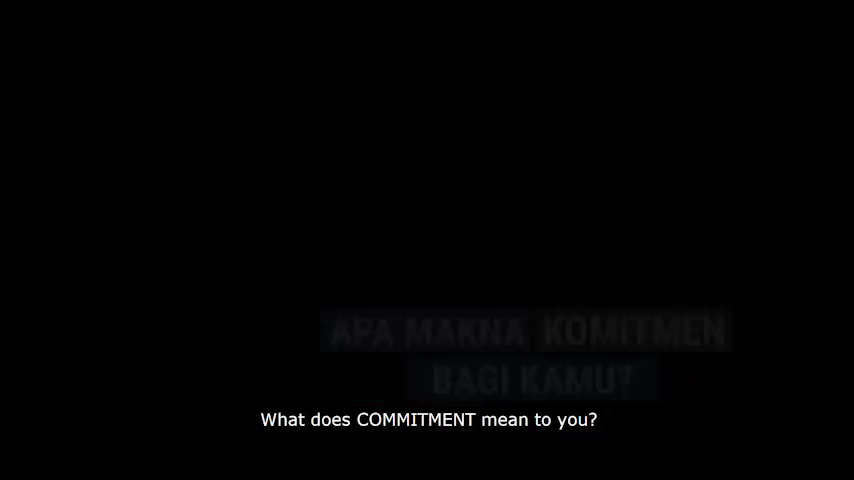 APA MAKNA KOMITMEN
BAGI KAMU?
What does COMMITMENT mean to you?